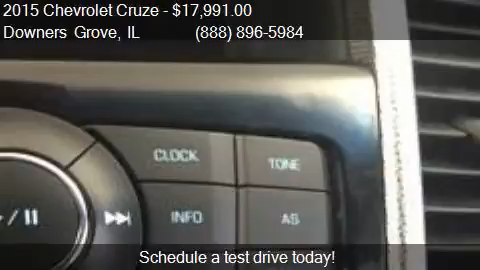 2015 Chevrolet Cruze - $17,991.00
Downers Grove, IL (888) 896-5984
CLOCK TONE
INFO AS
Schedule a test drive today!